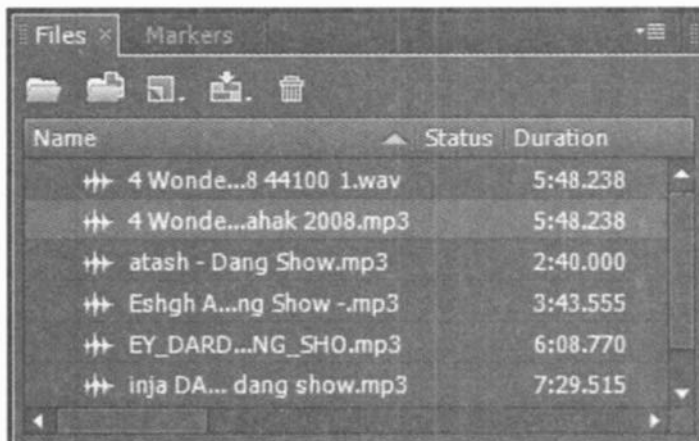 Files × Markers
Name Status Duration
4 Wonde...8 44100 1.wav 5:48.238
4 Wonde...ahak 2008.mp3 5:48.238
atash - Dang Show.mp3 2:40.000
Eshgh A...ng Show -.mp3 3:43.555
EY_DARD...NG_SHO.mp3 6:08.770
inja DA... dang show.mp3 7:29.515